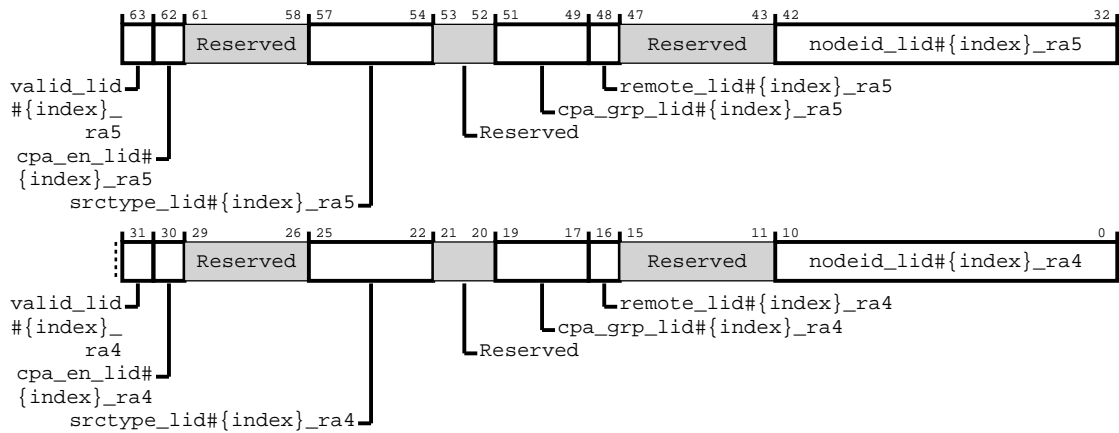 63 62 61 58 57 54 53 52 51 49 48 47 43 42 32
Reserved Reserved nodeid_lid#{index}_ra5
valid_lid
#{index}_
ra5
remote_lid#{index}_ra5
cpa_grp_lid#{index}_ra5
Reserved
cpa_en_lid#
{index}_ra5
srctype_lid#{index}_ra5
31 30 29 26 25 22 21 20 19 17 16 15 11 10 0
Reserved Reserved nodeid_lid#{index}_ra4
valid_lid
#{index}_
ra4
remote_lid#{index}_ra4
cpa_grp_lid#{index}_ra4
Reserved
cpa_en_lid#
{index}_ra4
srctype_lid#{index}_ra4